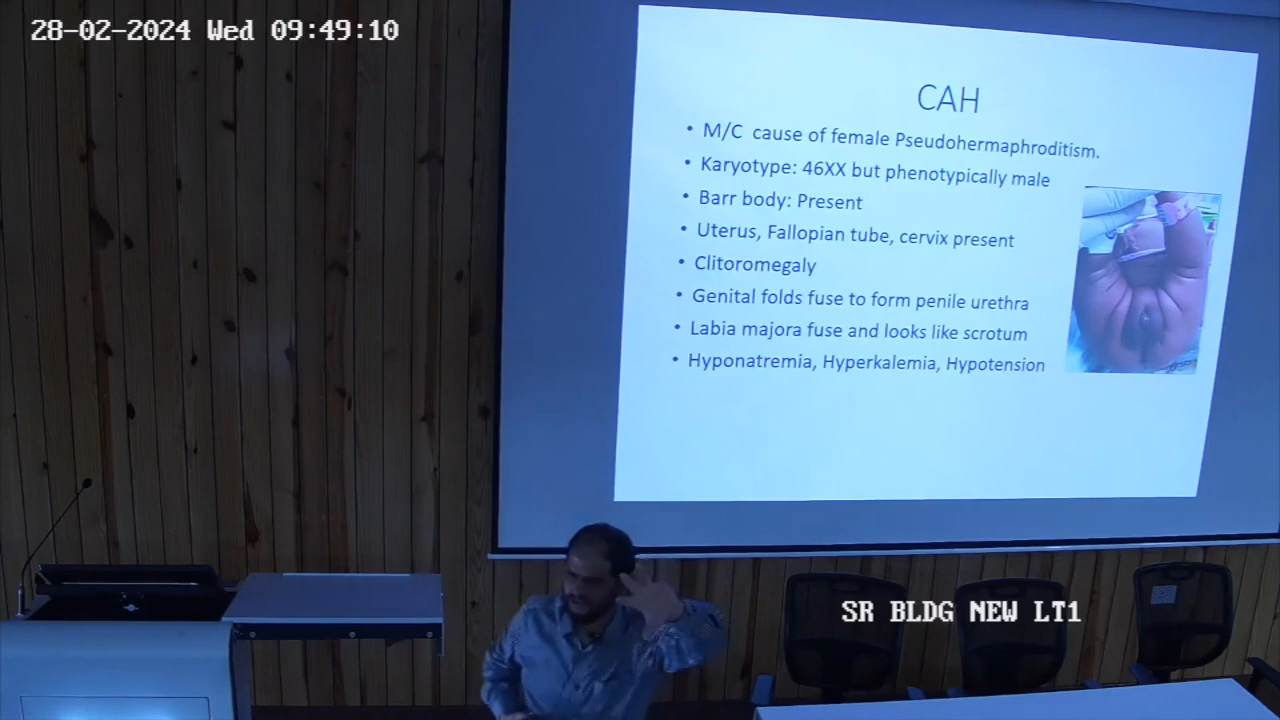 28-02-2024 Wed 09:49:10
CAH
• M/C cause of female Pseudohermaphroditism.
• Karyotype: 46XX but phenotypically male
• Barr body: Present
• Uterus, Fallopian tube, cervix present
• Clitoromegaly
• Genital folds fuse to form penile urethra
• Labia majora fuse and looks like scrotum
• Hyponatremia, Hyperkalemia, Hypotension
SR BLDG NEW LT1